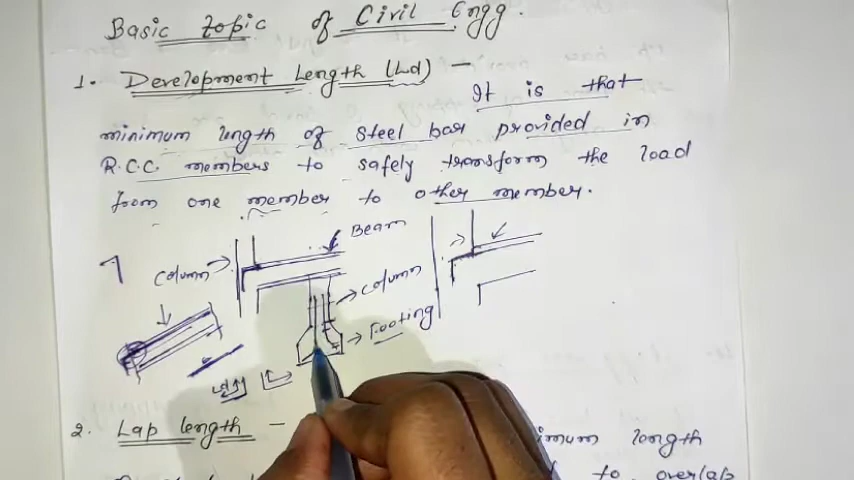 Basic topic of Civil Engg.
1. Development Length (Ld) -
It is that
minimum length of steel bar provided in
R.C.C. members to safely transform the load
from one member to other member.
Beam
Column
Column
Footing
2. Lap length -
imum length
to overlap